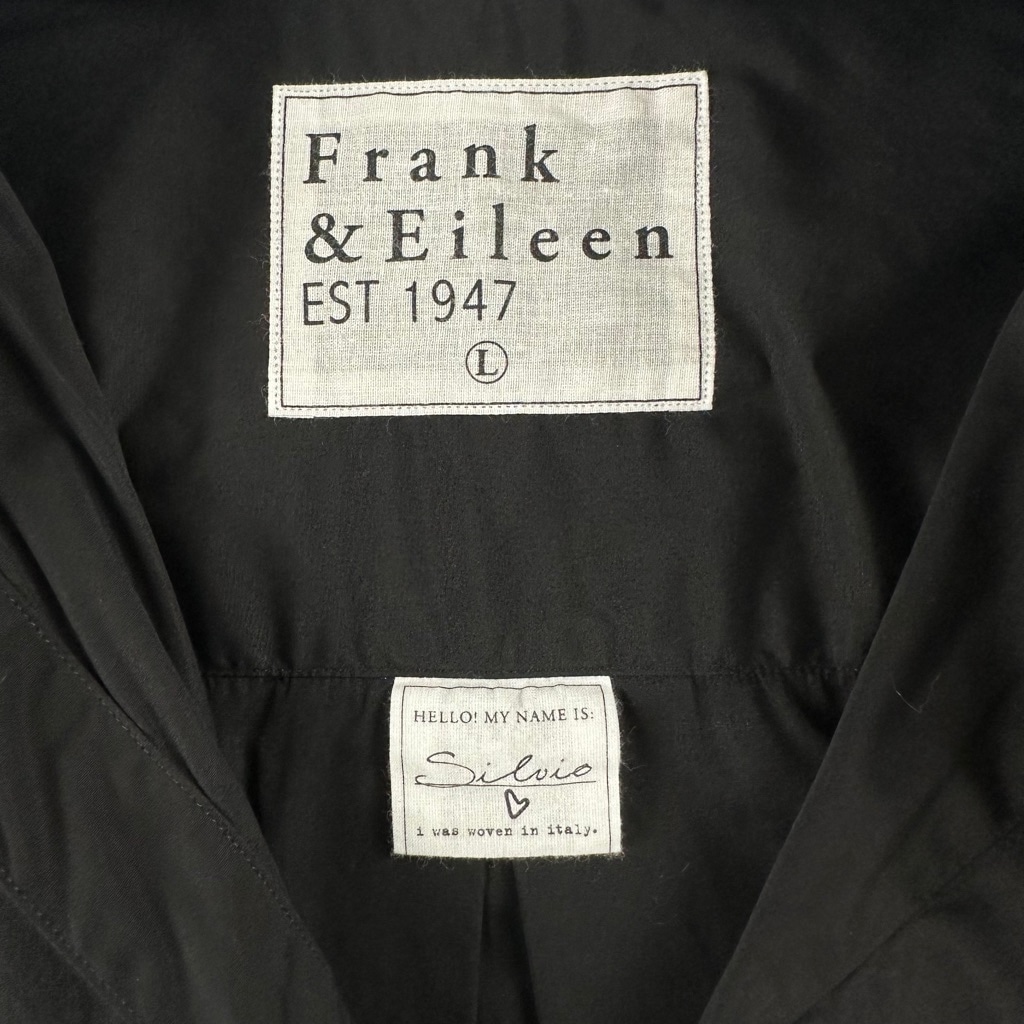 Frank
& Eileen
EST 1947
L
HELLO! MY NAME IS:
Silvio
i was woven in italy.